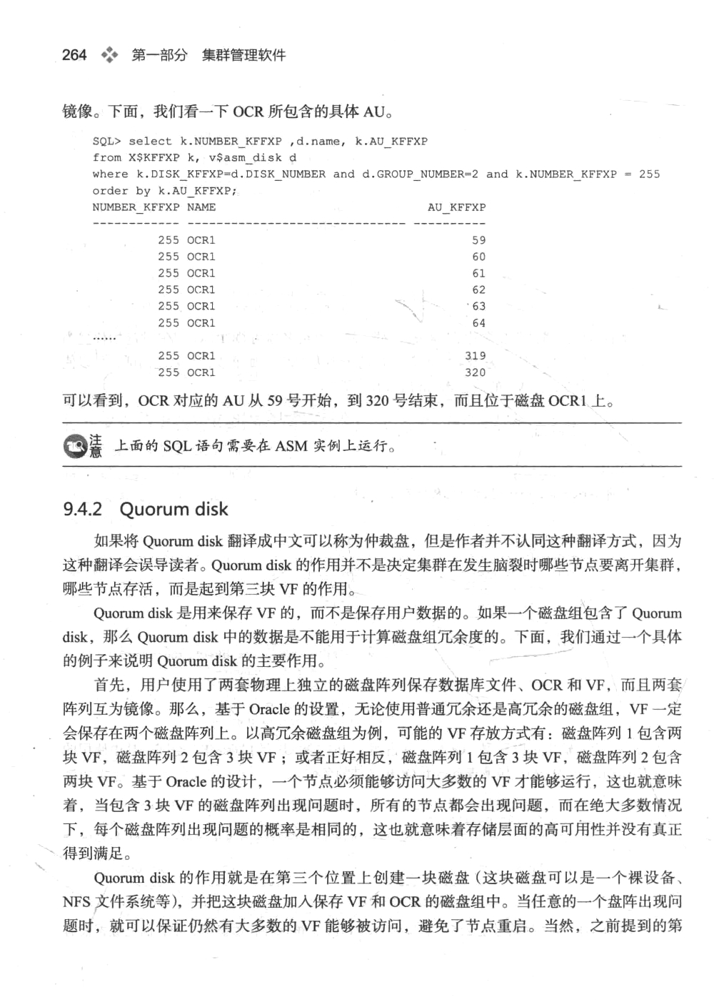 264 第一部分 集群管理软件
镜像。下面，我们看一下 OCR 所包含的具体 AU。
SQL> select k.NUMBER_KFFXP ,d.name, k.AU_KFFXP
from X$KFFXP k, v$asm_disk d
where k.DISK_KFFXP=d.DISK_NUMBER and d.GROUP_NUMBER=2 and k.NUMBER_KFFXP = 255
order by k.AU_KFFXP;
NUMBER_KFFXP NAME AU_KFFXP
------------ ------------------------------ ----------
255 OCR1 59
255 OCR1 60
255 OCR1 61
255 OCR1 62
255 OCR1 63
255 OCR1 64
......
255 OCR1 319
255 OCR1 320
可以看到，OCR 对应的 AU 从 59 号开始，到 320 号结束，而且位于磁盘 OCR1 上。
注意 上面的 SQL 语句需要在 ASM 实例上运行。
9.4.2 Quorum disk
如果将 Quorum disk 翻译成中文可以称为仲裁盘，但是作者并不认同这种翻译方式，因为
这种翻译会误导读者。Quorum disk 的作用并不是决定集群在发生脑裂时哪些节点要离开集群，
哪些节点存活，而是起到第三块 VF 的作用。
Quorum disk 是用来保存 VF 的，而不是保存用户数据的。如果一个磁盘组包含了 Quorum
disk，那么 Quorum disk 中的数据是不能用于计算磁盘组冗余度的。下面，我们通过一个具体
的例子来说明 Quorum disk 的主要作用。
首先，用户使用了两套物理上独立的磁盘阵列保存数据库文件、OCR 和 VF，而且两套
阵列互为镜像。那么，基于 Oracle 的设置，无论使用普通冗余还是高冗余的磁盘组，VF 一定
会保存在两个磁盘阵列上。以高冗余磁盘组为例，可能的 VF 存放方式有：磁盘阵列 1 包含两
块 VF，磁盘阵列 2 包含 3 块 VF；或者正好相反，磁盘阵列 1 包含 3 块 VF，磁盘阵列 2 包含
两块 VF。基于 Oracle 的设计，一个节点必须能够访问大多数的 VF 才能够运行，这也就意味
着，当包含 3 块 VF 的磁盘阵列出现问题时，所有的节点都会出现问题，而在绝大多数情况
下，每个磁盘阵列出现问题的概率是相同的，这也就意味着存储层面的高可用性并没有真正
得到满足。
Quorum disk 的作用就是在第三个位置上创建一块磁盘（这块磁盘可以是一个裸设备、
NFS 文件系统等），并把这块磁盘加入保存 VF 和 OCR 的磁盘组中。当任意的一个盘阵出现问
题时，就可以保证仍然有大多数的 VF 能够被访问，避免了节点重启。当然，之前提到的第